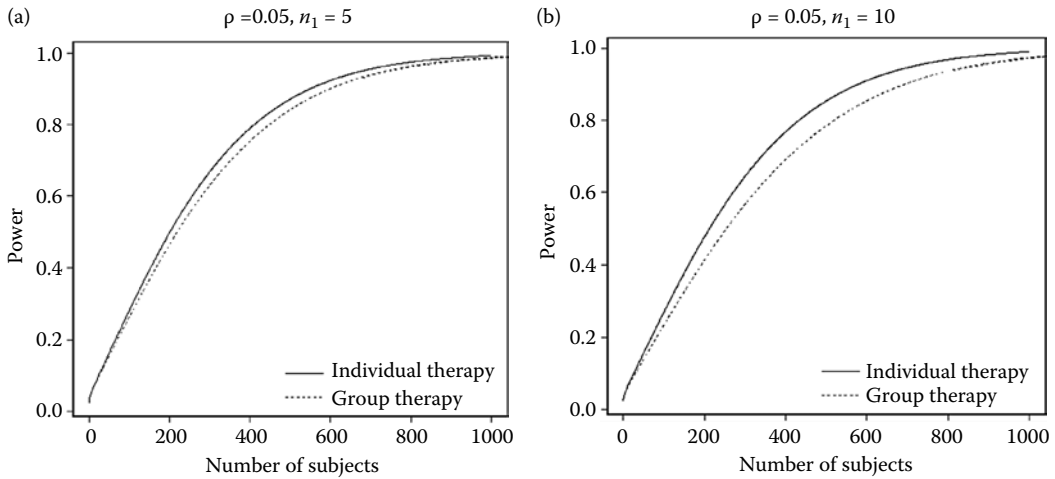 (a)
ρ =0.05, n₁ = 5
1.0
0.8
0.6
0.4
0.2
0.0
Power
0 200 400 600 800 1000
Number of subjects
Individual therapy
Group therapy
(b)
ρ = 0.05, n₁ = 10
1.0
0.8
0.6
0.4
0.2
0.0
Power
0 200 400 600 800 1000
Number of subjects
Individual therapy
Group therapy